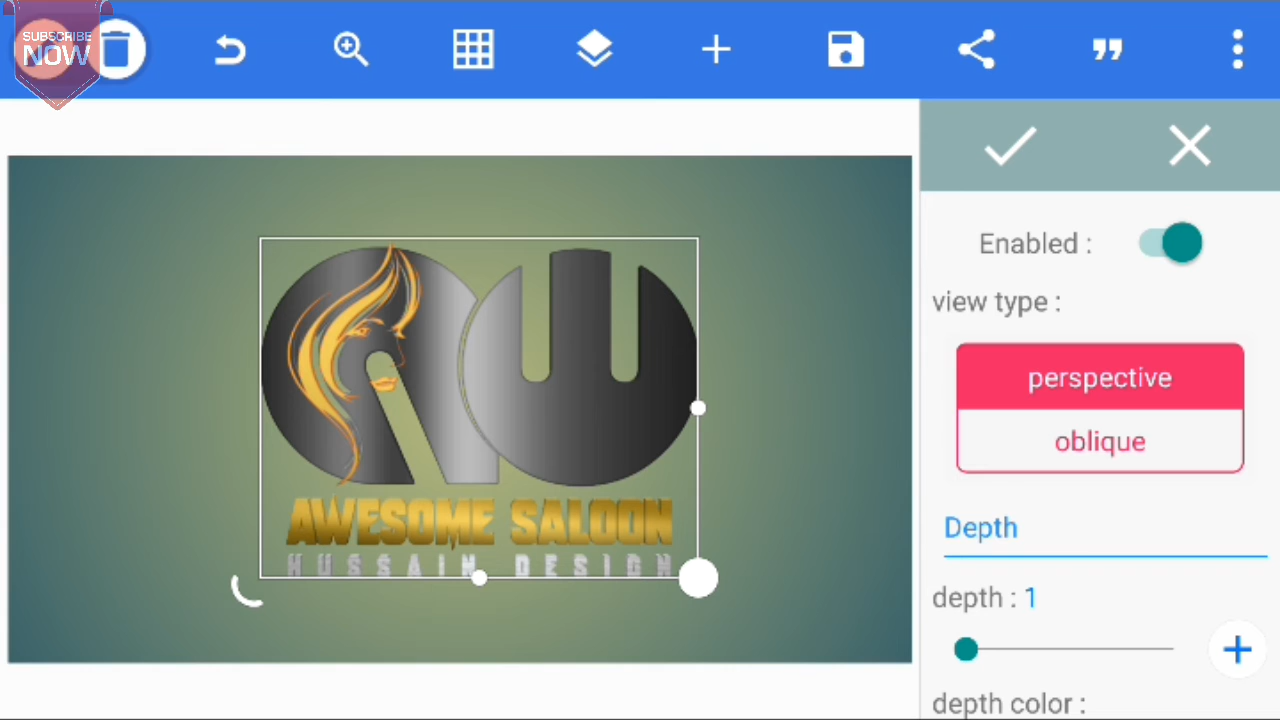 SUBSCRIBE
NOW
Enabled :
view type :
perspective
oblique
AWESOME SALOON
HUSSAIN DESIGN
Depth
depth : 1
depth color :